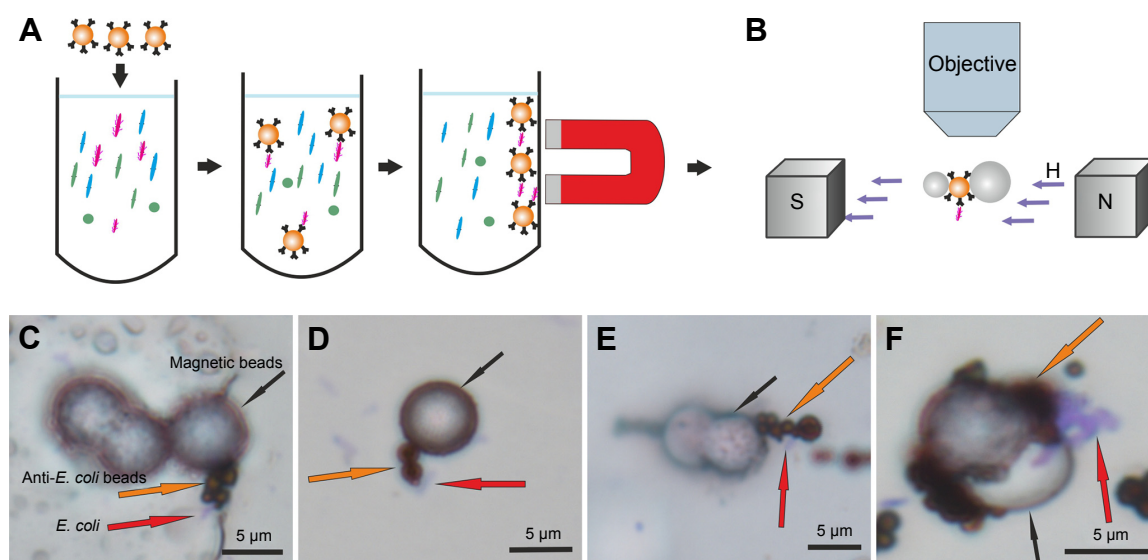 A
B
Objective
H
S
N
C
Magnetic beads
Anti-E. coli beads
E. coli
5 µm
D
5 µm
E
5 µm
F
5 µm